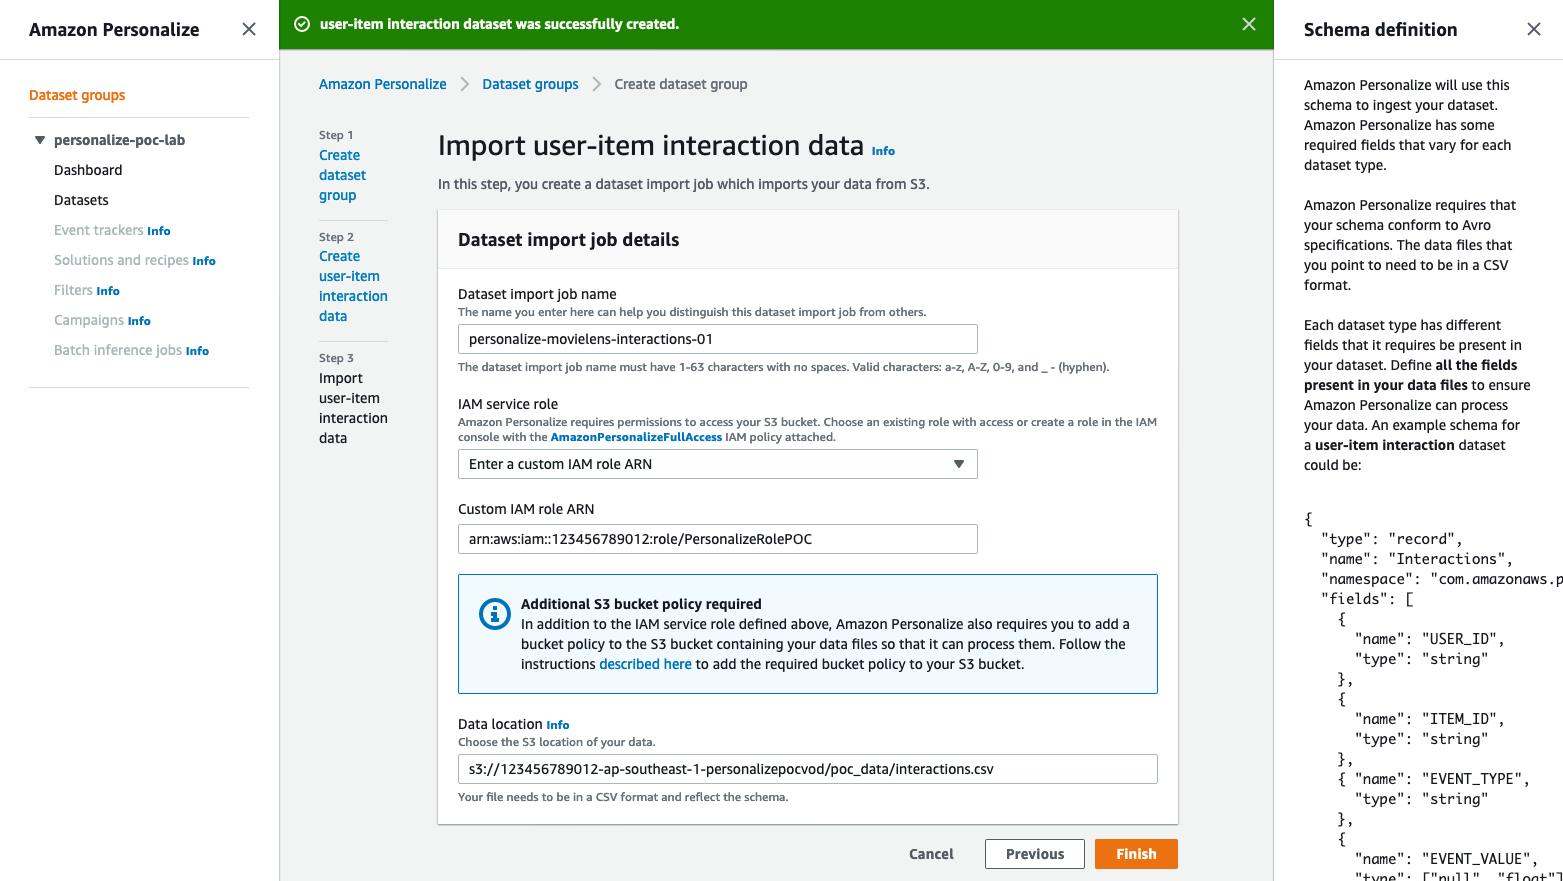 Amazon Personalize
Dataset groups
personalize-poc-lab
Dashboard
Datasets
Event trackers Info
Solutions and recipes Info
Filters Info
Campaigns Info
Batch inference jobs Info
user-item interaction dataset was successfully created.
Amazon Personalize
Dataset groups
Create dataset group
Step 1
Create
dataset
group
Step 2
Create
user-item
interaction
data
Step 3
Import
user-item
interaction
data
Import user-item interaction data Info
In this step, you create a dataset import job which imports your data from S3.
Dataset import job details
Dataset import job name
The name you enter here can help you distinguish this dataset import job from others.
personalize-movielens-interactions-01
The dataset import job name must have 1-63 characters with no spaces. Valid characters: a-z, A-Z, 0-9, and _ - (hyphen).
IAM service role
Amazon Personalize requires permissions to access your S3 bucket. Choose an existing role with access or create a role in the IAM
console with the AmazonPersonalizeFullAccess IAM policy attached.
Enter a custom IAM role ARN
Custom IAM role ARN
arn:aws:iam::123456789012:role/PersonalizeRolePOC
Additional S3 bucket policy required
In addition to the IAM service role defined above, Amazon Personalize also requires you to add a
bucket policy to the S3 bucket containing your data files so that it can process them. Follow the
instructions described here to add the required bucket policy to your S3 bucket.
Data location Info
Choose the S3 location of your data.
s3://123456789012-ap-southeast-1-personalizepocvod/poc_data/interactions.csv
Your file needs to be in a CSV format and reflect the schema.
Cancel
Previous
Finish
Schema definition
Amazon Personalize will use this
schema to ingest your dataset.
Amazon Personalize has some
required fields that vary for each
dataset type.
Amazon Personalize requires that
your schema conform to Avro
specifications. The data files that
you point to need to be in a CSV
format.
Each dataset type has different
fields that it requires be present in
your dataset. Define all the fields
present in your data files to ensure
Amazon Personalize can process
your data. An example schema for
a user-item interaction dataset
could be:
{
"type": "record",
"name": "Interactions",
"namespace": "com.amazonaws.p
"fields": [
{
"name": "USER_ID",
"type": "string"
},
{
"name": "ITEM_ID",
"type": "string"
},
{ "name": "EVENT_TYPE",
"type": "string"
},
{
"name": "EVENT_VALUE",
"type": ["null", "float"]